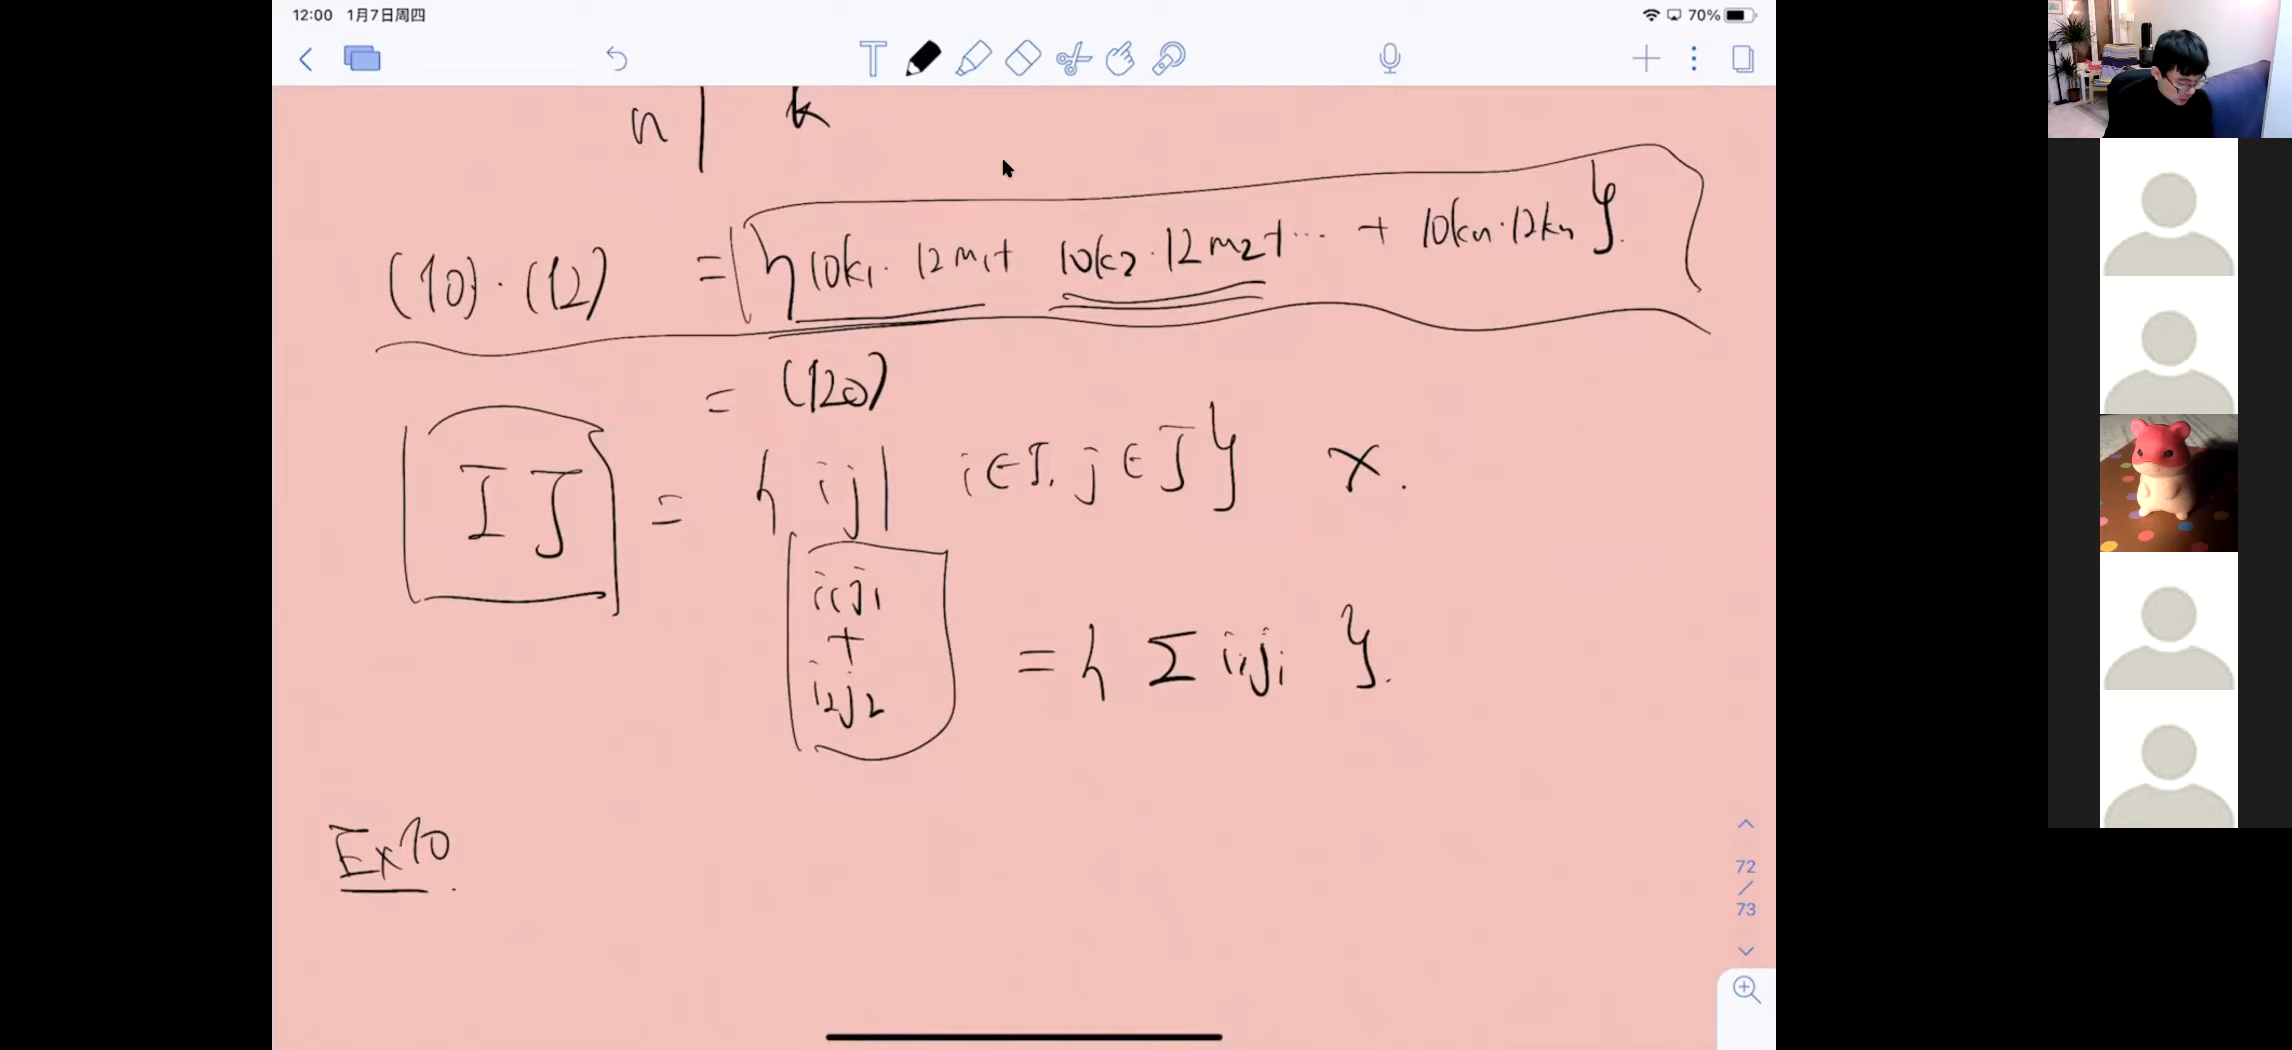 12:00 1月7日周四 70%
n | k
(10)·(12) = {10k₁·12m₁+ 10k₂·12m₂+··· + 10kn·12kn}.
= (120)
IJ = { ij | i∈I, j∈J} ×.
i₁j₁
+
i₂j₂
= { Σ iᵢjᵢ }.
Ex10.
72
/
73